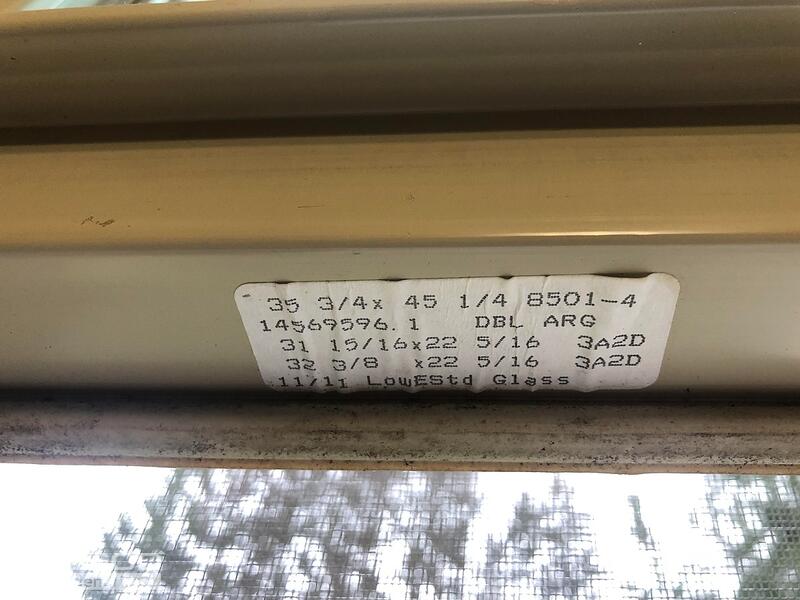 35 3/4x 45 1/4 8501-4
14569596.1 DBL ARG
31 15/16x22 5/16 3A2D
32 3/8 x22 5/16 3A2D
11/11 LowEStd Glass